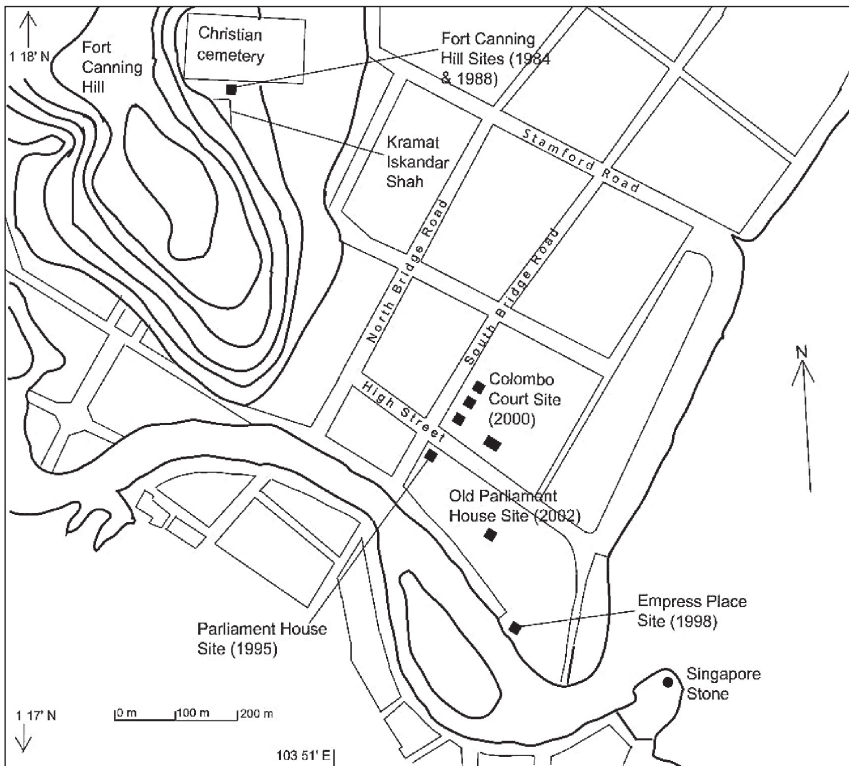 1 18' N
Fort
Canning
Hill
Christian
cemetery
Fort Canning
Hill Sites (1984
& 1988)
Kramat
Iskandar
Shah
Stamford Road
North Bridge Road
South Bridge Road
N
High Street
Colombo
Court Site
(2000)
Old Parliament
House Site (2002)
Parliament House
Site (1995)
Empress Place
Site (1998)
Singapore
Stone
1 17' N
0 m 100 m 200 m
103 51' E